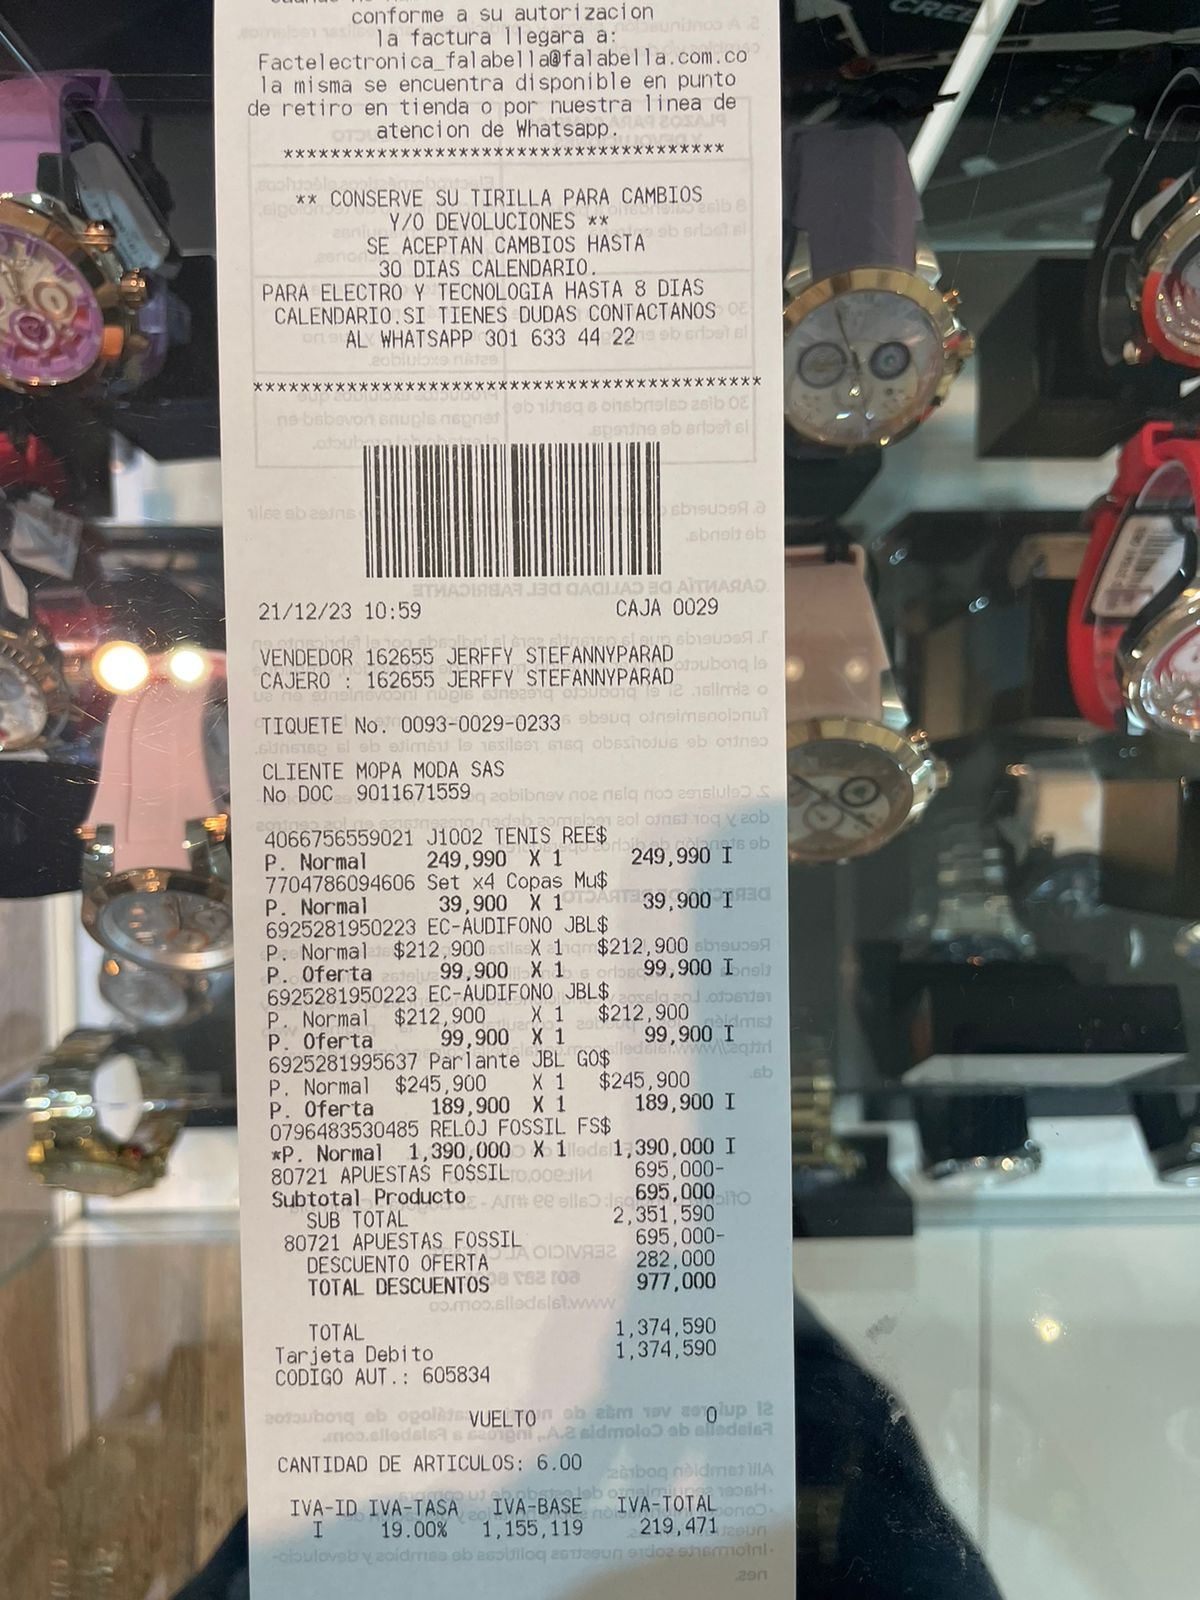 conforme a su autorizacion
la factura llegara a:
Factelectronica_falabella@falabella.com.co
la misma se encuentra disponible en punto
de retiro en tienda o por nuestra linea de
atencion de Whatsapp.
**************************************
** CONSERVE SU TIRILLA PARA CAMBIOS
Y/O DEVOLUCIONES **
SE ACEPTAN CAMBIOS HASTA
30 DIAS CALENDARIO.
PARA ELECTRO Y TECNOLOGIA HASTA 8 DIAS
CALENDARIO.SI TIENES DUDAS CONTACTANOS
AL WHATSAPP 301 633 44 22
********************************************
21/12/23 10:59 CAJA 0029
VENDEDOR 162655 JERFFY STEFANNYPARAD
CAJERO : 162655 JERFFY STEFANNYPARAD
TIQUETE No. 0093-0029-0233
CLIENTE MOPA MODA SAS
No DOC 9011671559
4066756559021 J1002 TENIS REE$
P. Normal 249,990 X 1 249,990 I
7704786094606 Set x4 Copas Mu$
P. Normal 39,900 X 1 39,900 I
6925281950223 EC-AUDIFONO JBL$
P. Normal $212,900 X 1 $212,900
P. Oferta 99,900 X 1 99,900 I
6925281950223 EC-AUDIFONO JBL$
P. Normal $212,900 X 1 $212,900
P. Oferta 99,900 X 1 99,900 I
6925281995637 Parlante JBL GO$
P. Normal $245,900 X 1 $245,900
P. Oferta 189,900 X 1 189,900 I
0796483530485 RELOJ FOSSIL FS$
*P. Normal 1,390,000 X 1 1,390,000 I
80721 APUESTAS FOSSIL 695,000-
Subtotal Producto 695,000
SUB TOTAL 2,351,590
80721 APUESTAS FOSSIL 695,000-
DESCUENTO OFERTA 282,000
TOTAL DESCUENTOS 977,000
TOTAL 1,374,590
Tarjeta Debito 1,374,590
CODIGO AUT.: 605834
VUELTO 0
CANTIDAD DE ARTICULOS: 6.00
IVA-ID IVA-TASA IVA-BASE IVA-TOTAL
I 19.00% 1,155,119 219,471